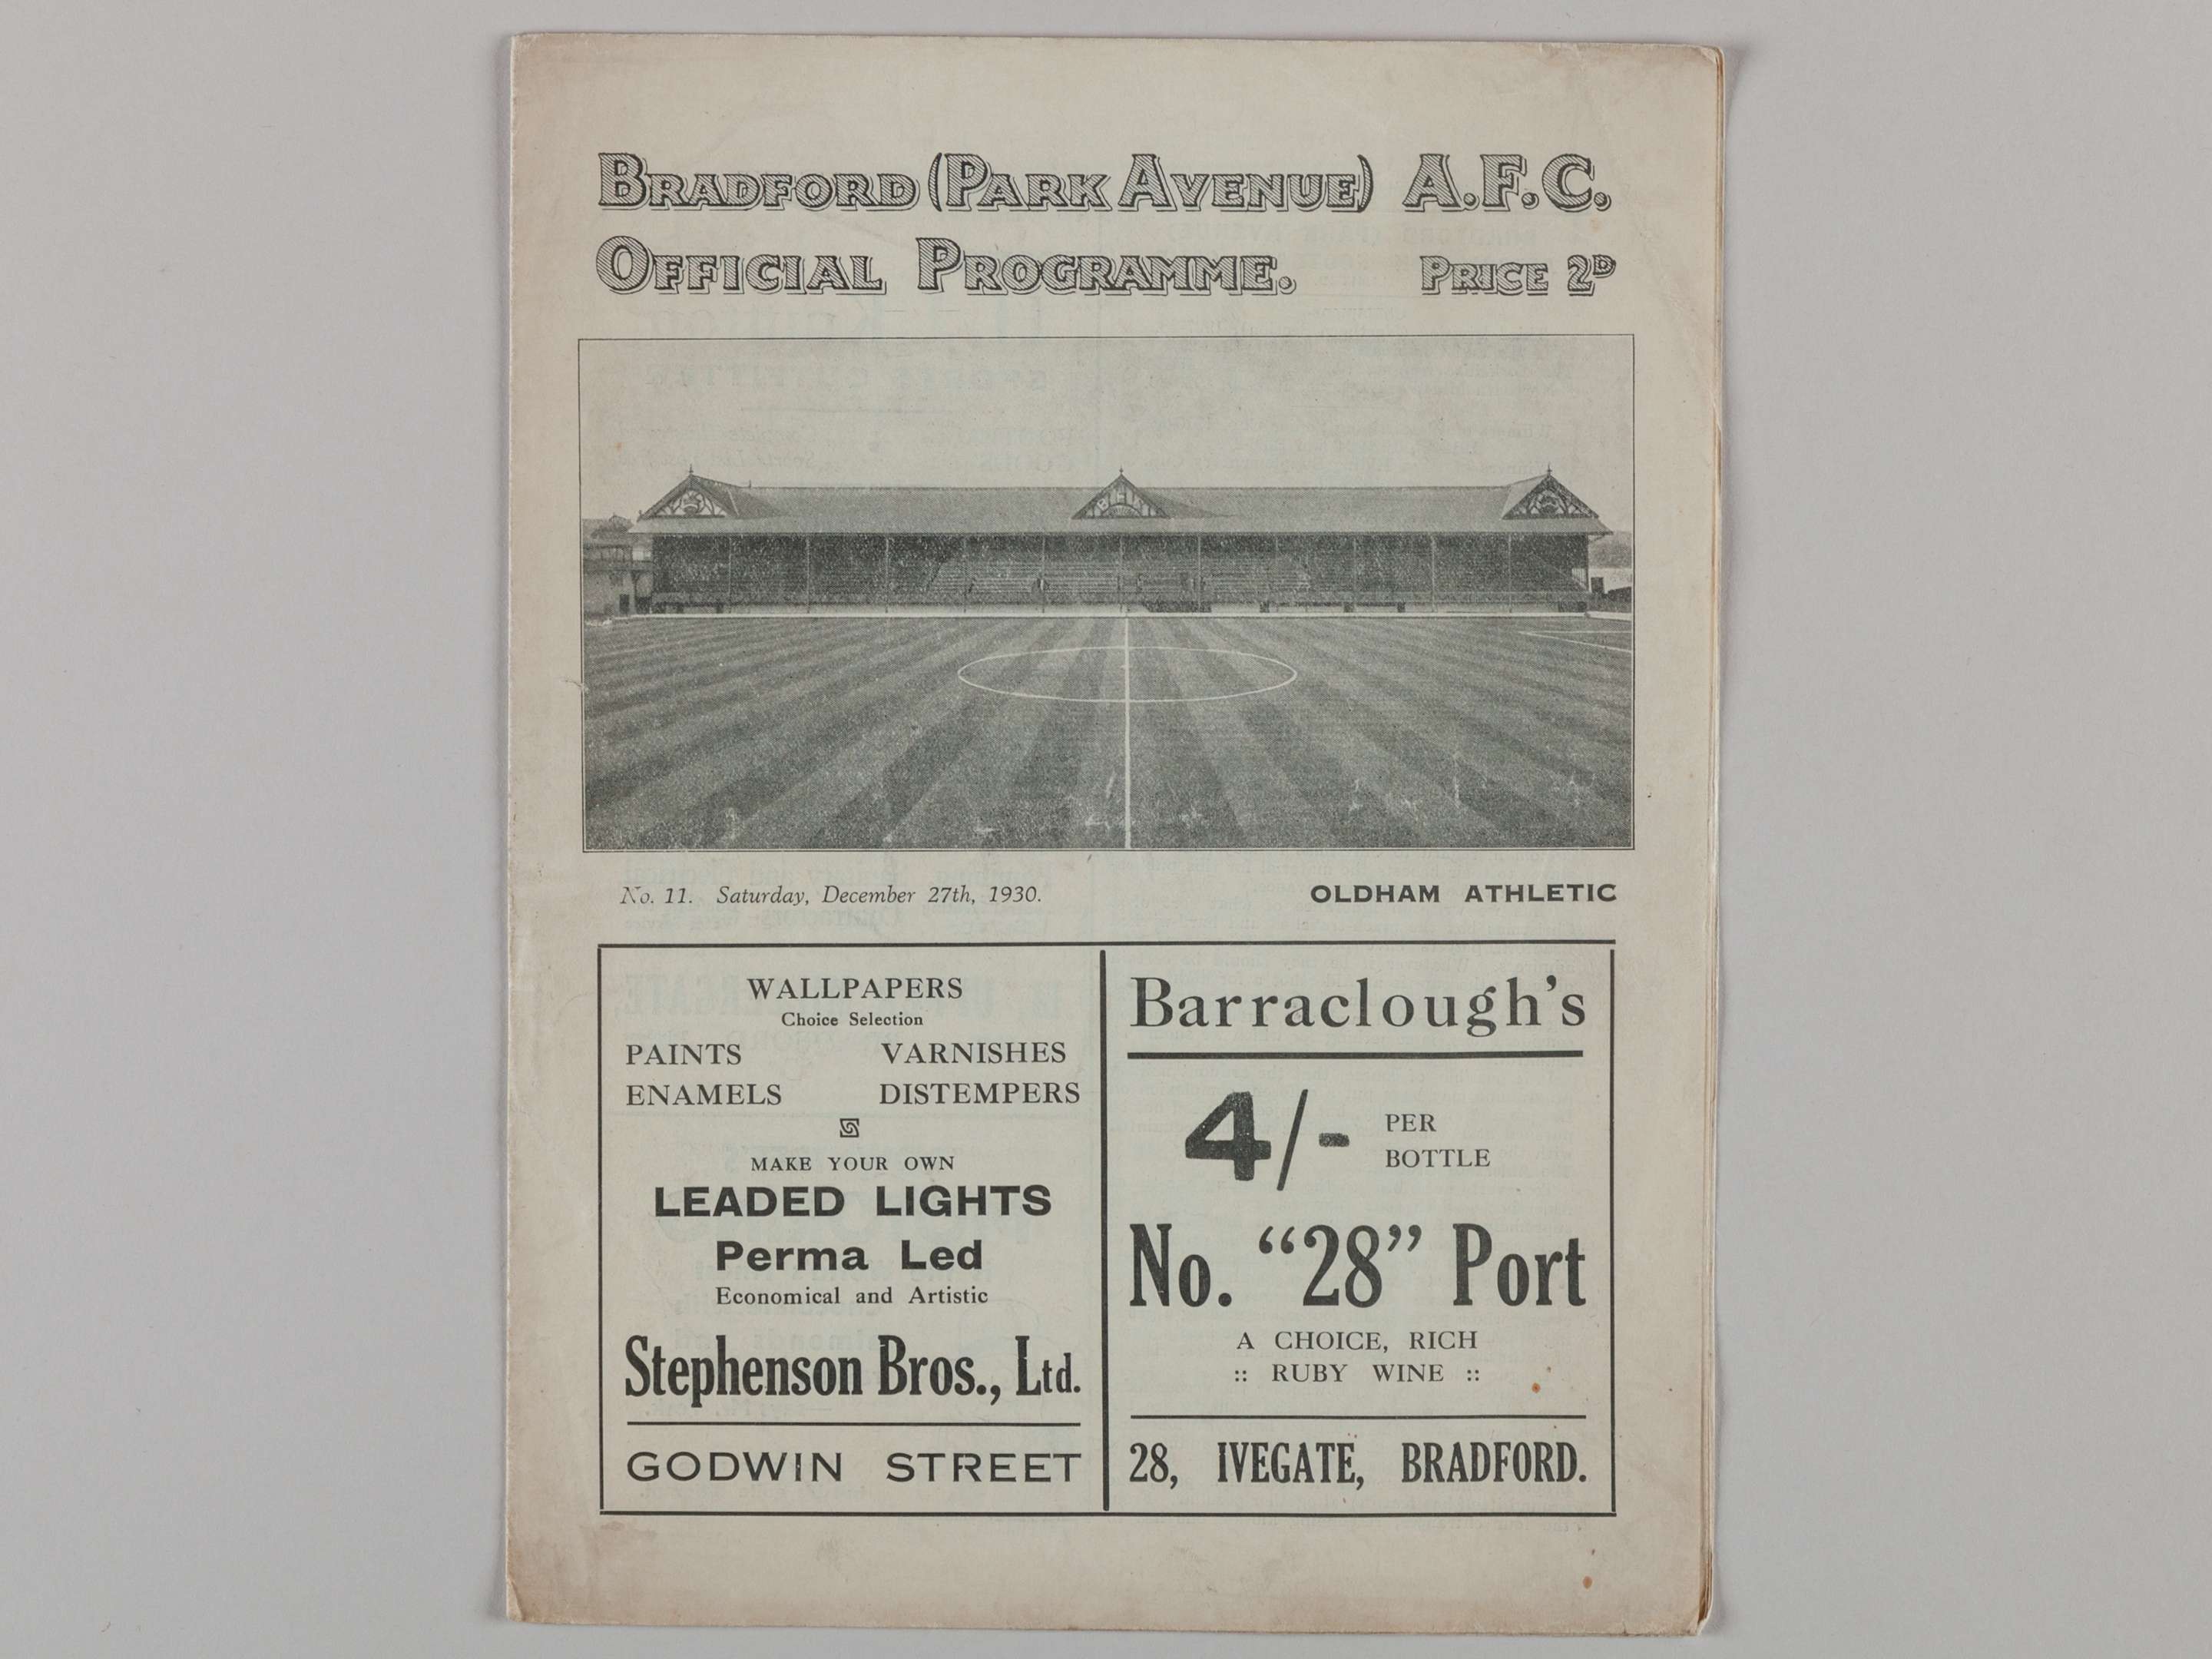 BRADFORD (PARK AVENUE) A.F.C.
OFFICIAL PROGRAMME. PRICE 2D
No. 11. Saturday, December 27th, 1930.
OLDHAM ATHLETIC
WALLPAPERS
Choice Selection
PAINTS VARNISHES
ENAMELS DISTEMPERS
MAKE YOUR OWN
LEADED LIGHTS
Perma Led
Economical and Artistic
Stephenson Bros., Ltd.
GODWIN STREET
Barraclough's
4/- PER
BOTTLE
No. "28" Port
A CHOICE, RICH
:: RUBY WINE ::
28, IVEGATE, BRADFORD.